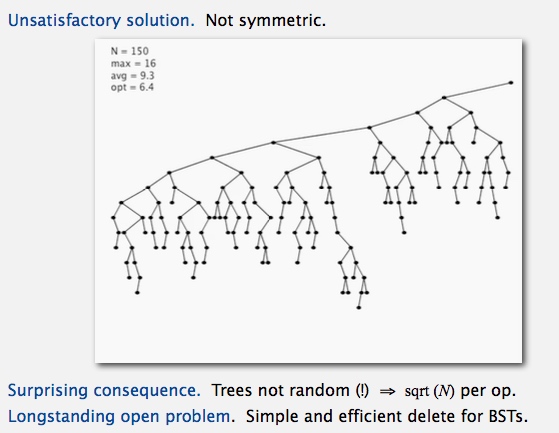 Unsatisfactory solution. Not symmetric.
N = 150
max = 16
avg = 9.3
opt = 6.4
Surprising consequence. Trees not random (!) ⇒ sqrt (N) per op.
Longstanding open problem. Simple and efficient delete for BSTs.